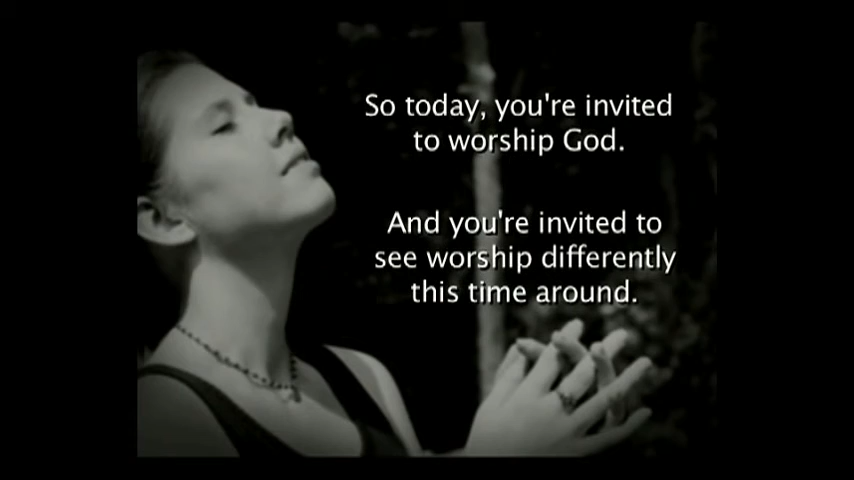 So today, you're invited
to worship God.
And you're invited to
see worship differently
this time around.